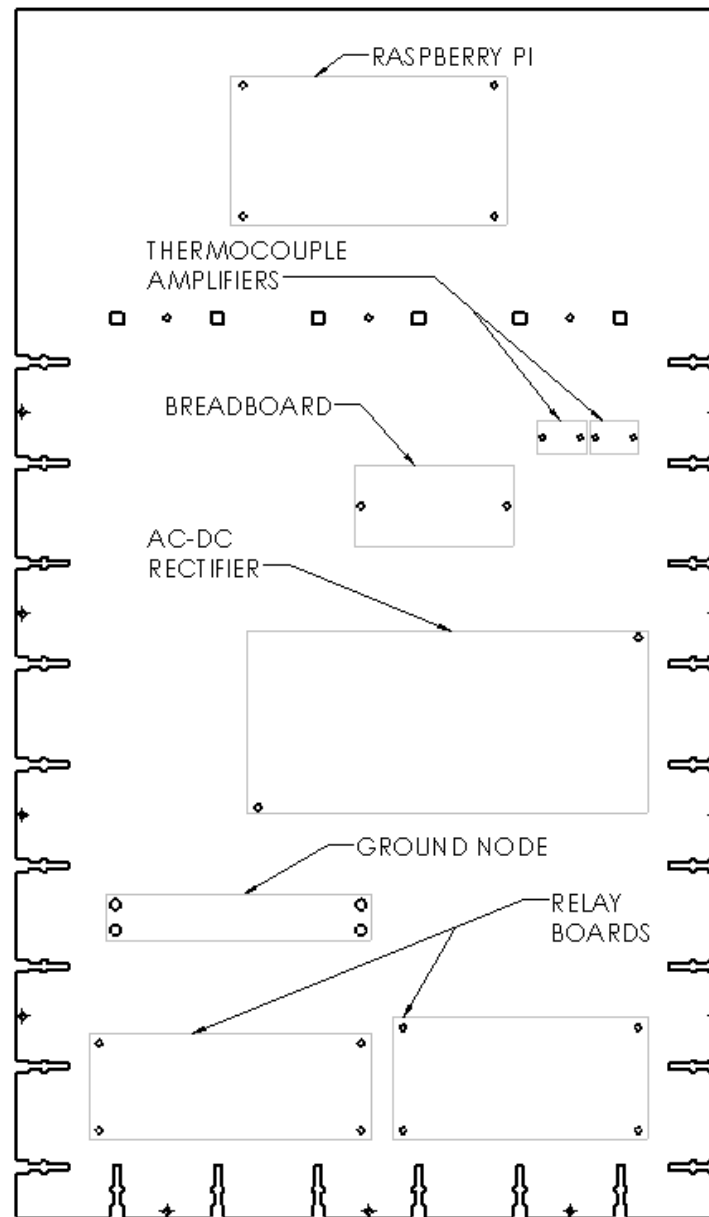 RASPBERRY PI
THERMOCOUPLE
AMPLIFIERS
BREADBOARD
AC-DC
RECTIFIER
GROUND NODE
RELAY
BOARDS